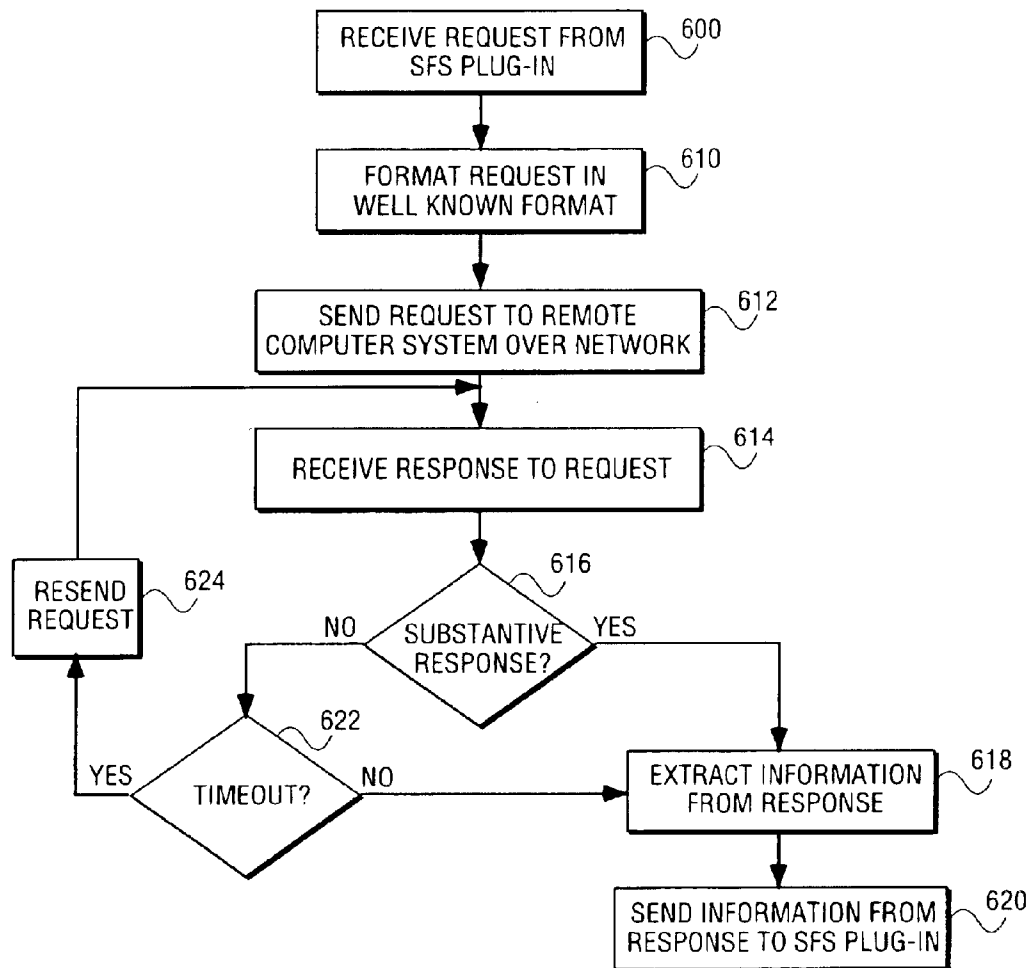 RECEIVE REQUEST FROM
SFS PLUG-IN
600
FORMAT REQUEST IN
WELL KNOWN FORMAT
610
SEND REQUEST TO REMOTE
COMPUTER SYSTEM OVER NETWORK
612
RECEIVE RESPONSE TO REQUEST
614
616
SUBSTANTIVE
RESPONSE?
NO
YES
RESEND
REQUEST
624
622
TIMEOUT?
YES
NO
EXTRACT INFORMATION
FROM RESPONSE
618
SEND INFORMATION FROM
RESPONSE TO SFS PLUG-IN
620